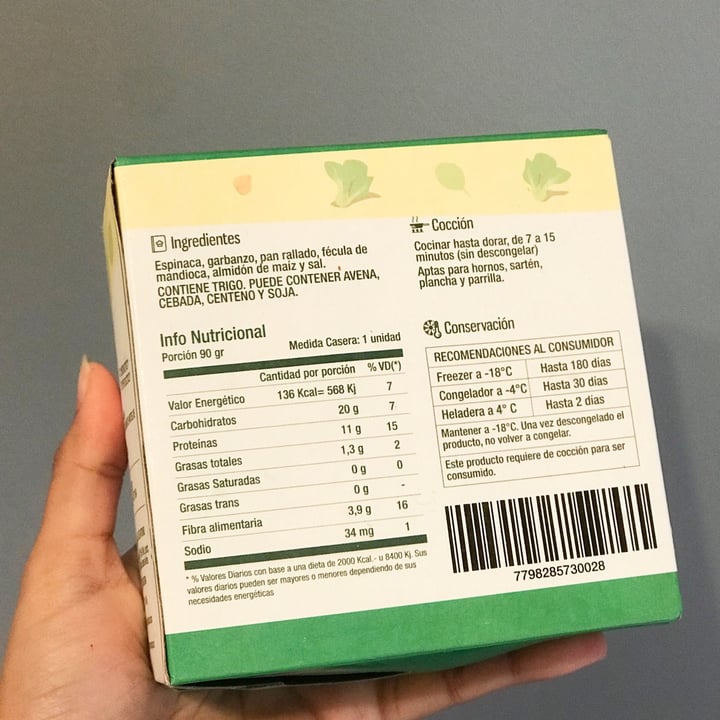 Ingredientes
Espinaca, garbanzo, pan rallado, fécula de
mandioca, almidón de maíz y sal.
CONTIENE TRIGO. PUEDE CONTENER AVENA,
CEBADA, CENTENO Y SOJA.
Info Nutricional
Porción 90 gr Medida Casera: 1 unidad
Cantidad por porción % VD(*)
Valor Energético 136 Kcal= 568 Kj 7
Carbohidratos 20 g 7
Proteinas 11 g 15
Grasas totales 1,3 g 2
Grasas Saturadas 0 g 0
Grasas trans 0 g -
Fibra alimentaria 3,9 g 16
Sodio 34 mg 1
* % Valores Diarios con base a una dieta de 2000 Kcal.- u 8400 Kj. Sus
valores diarios pueden ser mayores o menores dependiendo de sus
necesidades energéticas
Cocción
Cocinar hasta dorar, de 7 a 15
minutos (sin descongelar)
Aptas para hornos, sartén,
plancha y parrilla.
Conservación
RECOMENDACIONES AL CONSUMIDOR
Freezer a -18°C Hasta 180 días
Congelador a -4°C Hasta 30 días
Heladera a 4° C Hasta 2 días
Mantener a -18°C. Una vez descongelado el
producto, no volver a congelar.
Este producto requiere de cocción para ser
consumido.
7798285730028